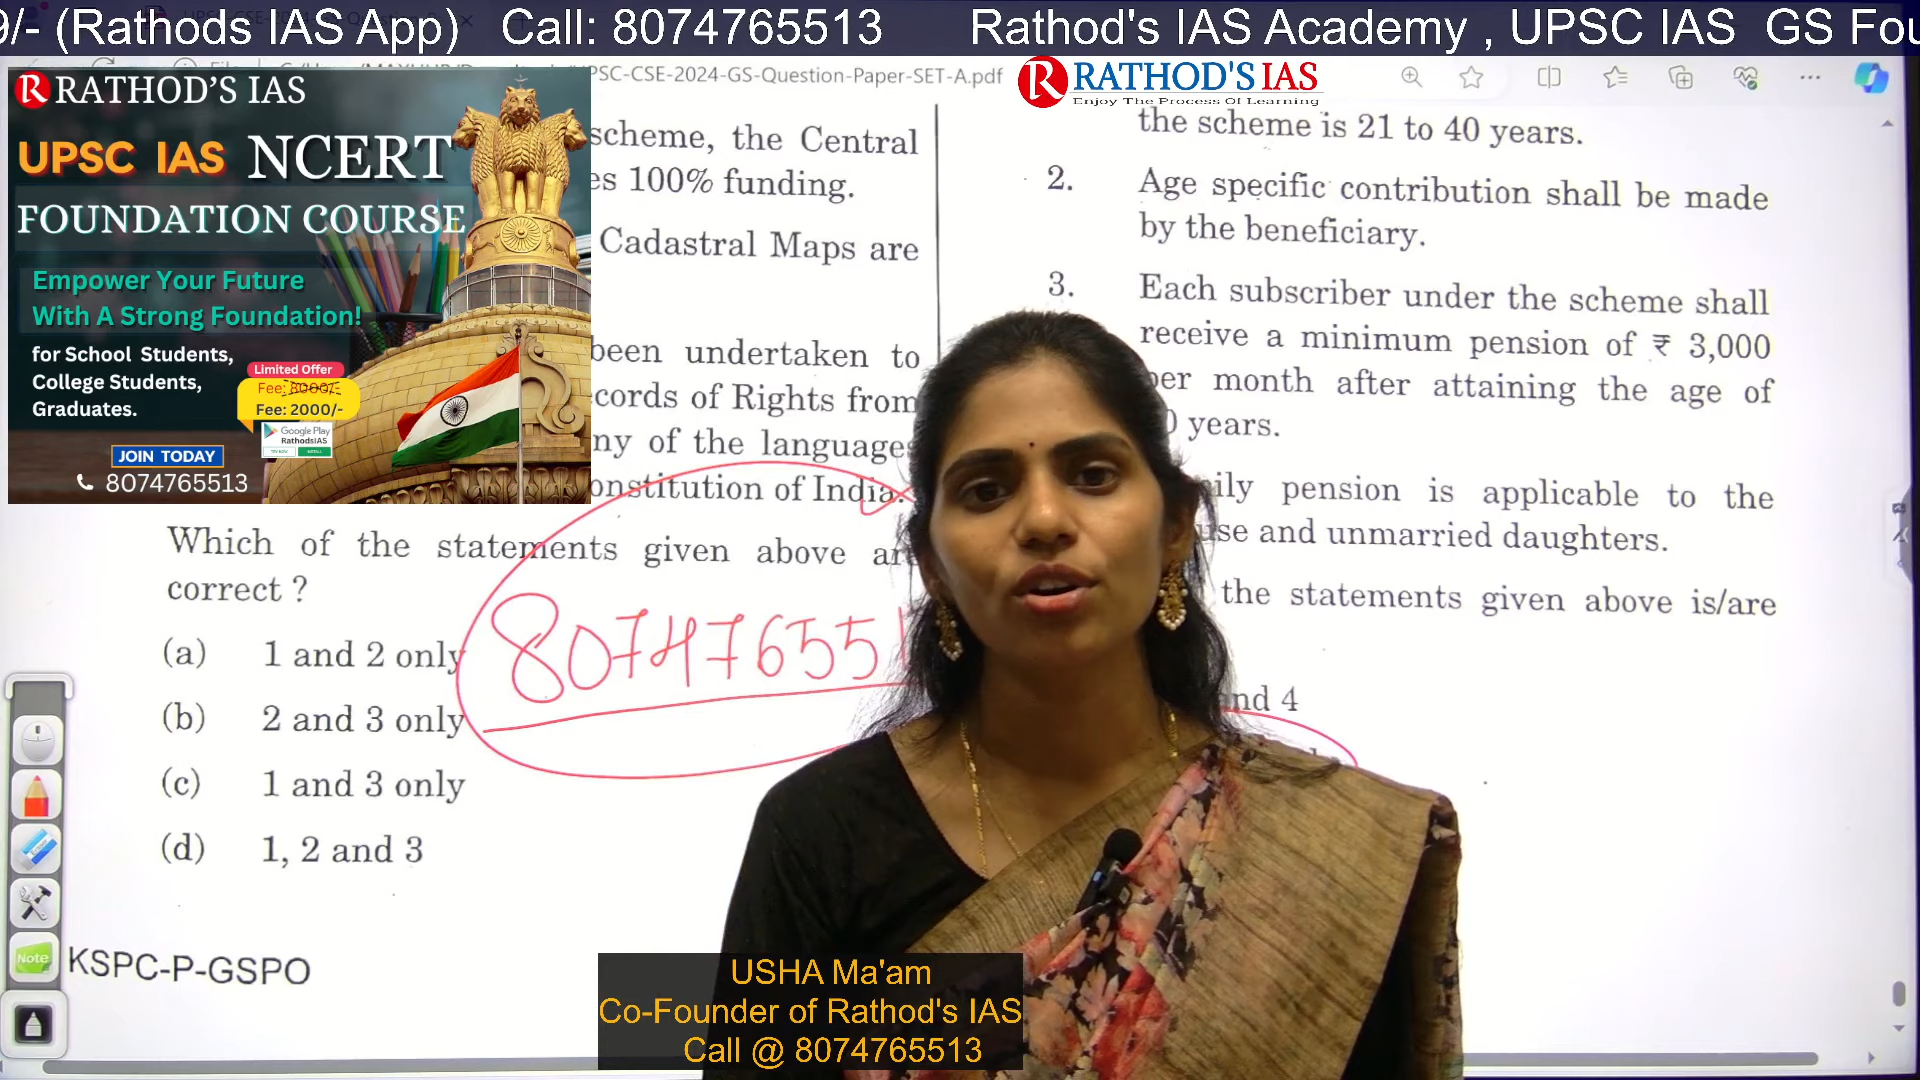 9/- (Rathods IAS App) Call: 8074765513 Rathod's IAS Academy , UPSC IAS GS Fou
PSC-CSE-2024-GS-Question-Paper-SET-A.pdf
R RATHOD'S IAS
Enjoy The Process Of Learning
R RATHOD'S IAS
UPSC IAS NCERT
FOUNDATION COURSE
Empower Your Future
With A Strong Foundation!
for School Students,
College Students,
Graduates.
Limited Offer
Fee: 8000/-
Fee: 2000/-
Google Play
RathodsIAS
JOIN TODAY
8074765513
scheme, the Central
es 100% funding.
Cadastral Maps are
been undertaken to
cords of Rights from
ny of the languages
onstitution of India.
Which of the statements given above ar
correct ?
(a) 1 and 2 only
(b) 2 and 3 only
(c) 1 and 3 only
(d) 1, 2 and 3
807476551
KSPC-P-GSPO
the scheme is 21 to 40 years.
2. Age specific contribution shall be made
by the beneficiary.
3. Each subscriber under the scheme shall
receive a minimum pension of ₹ 3,000
per month after attaining the age of
0 years.
ily pension is applicable to the
use and unmarried daughters.
the statements given above is/are
and 4
Note
USHA Ma'am
Co-Founder of Rathod's IAS
Call @ 8074765513